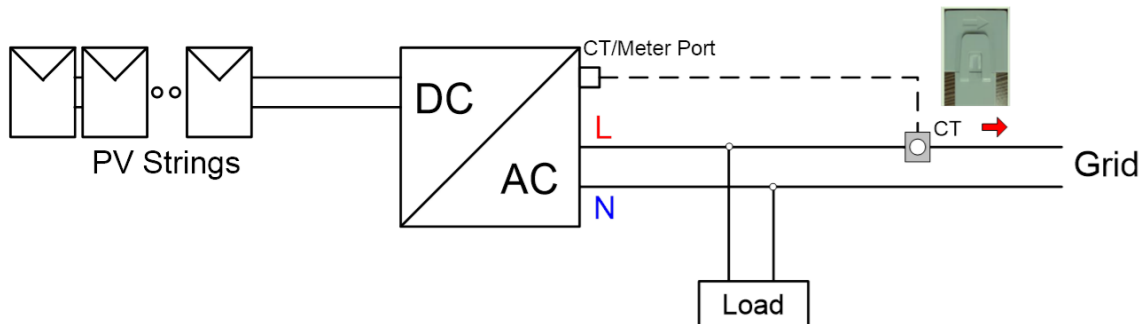 CT/Meter Port
DC
AC
L
N
CT
PV Strings
Grid
Load